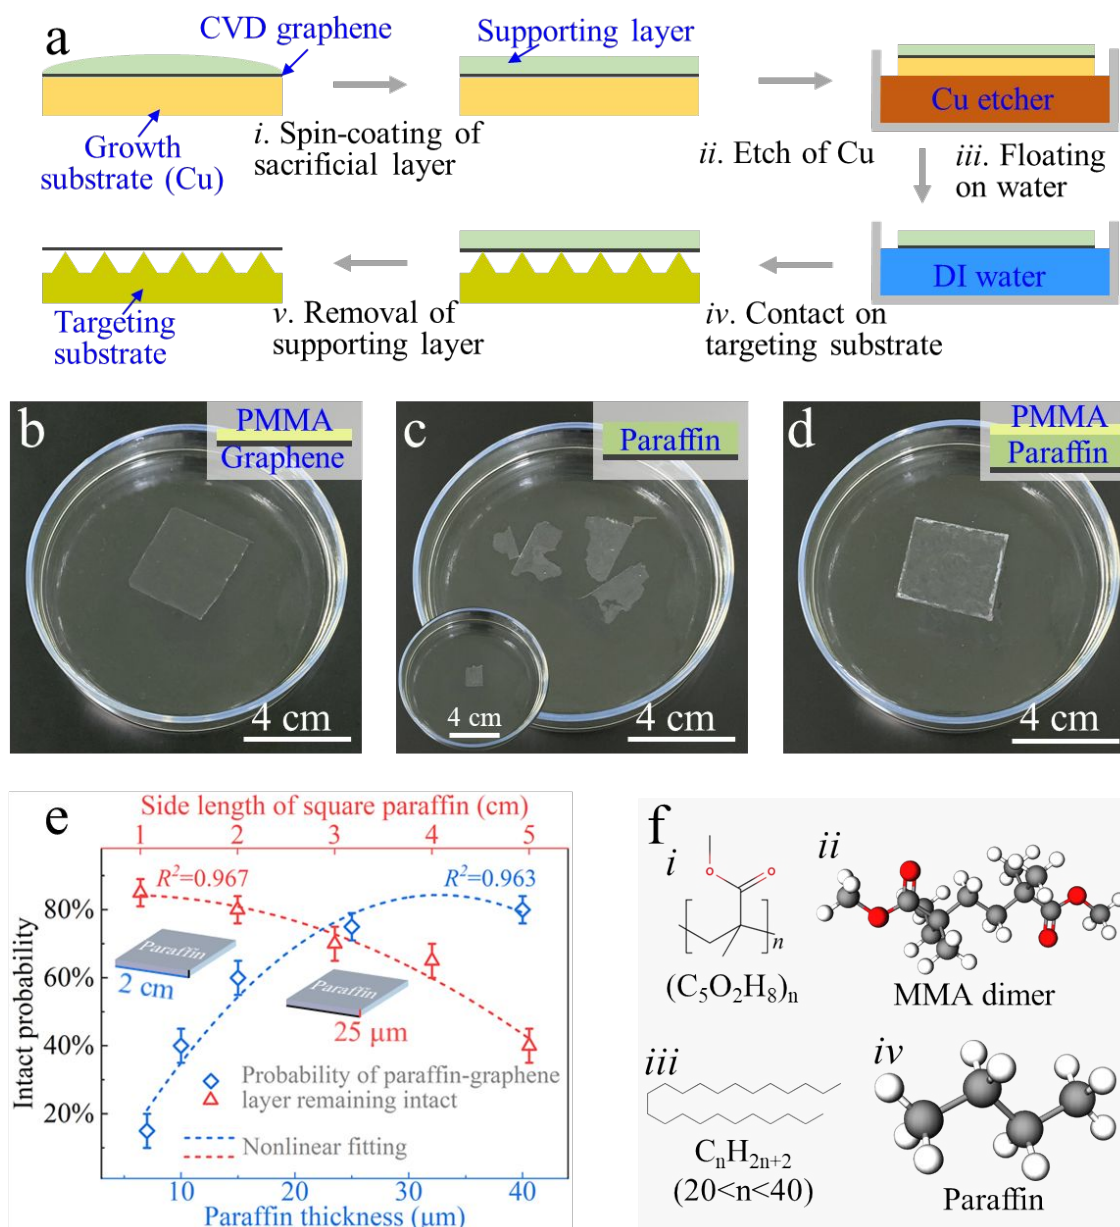 a
CVD graphene
Supporting layer
Cu etcher
Growth
substrate (Cu)
i. Spin-coating of
sacrificial layer
ii. Etch of Cu
iii. Floating
on water
DI water
Targeting
substrate
v. Removal of
supporting layer
iv. Contact on
targeting substrate
b
PMMA
Graphene
4 cm
c
Paraffin
4 cm
4 cm
d
PMMA
Paraffin
4 cm
e
Side length of square paraffin (cm)
1 2 3 4 5
R²=0.967
R²=0.963
80%
60%
40%
20%
Intact probability
Paraffin
2 cm
Paraffin
25 μm
Probability of paraffin-graphene
layer remaining intact
Nonlinear fitting
10 20 30 40
Paraffin thickness (μm)
f
i
O
O
n
(C₅O₂H₈)ₙ
ii
MMA dimer
iii
CₙH₂ₙ₊₂
(20<n<40)
iv
Paraffin